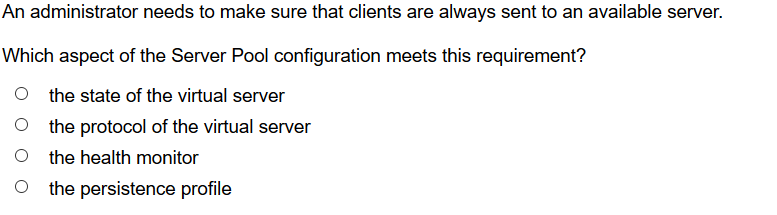 An administrator needs to make sure that clients are always sent to an available server.
Which aspect of the Server Pool configuration meets this requirement?
the state of the virtual server
the protocol of the virtual server
the health monitor
the persistence profile